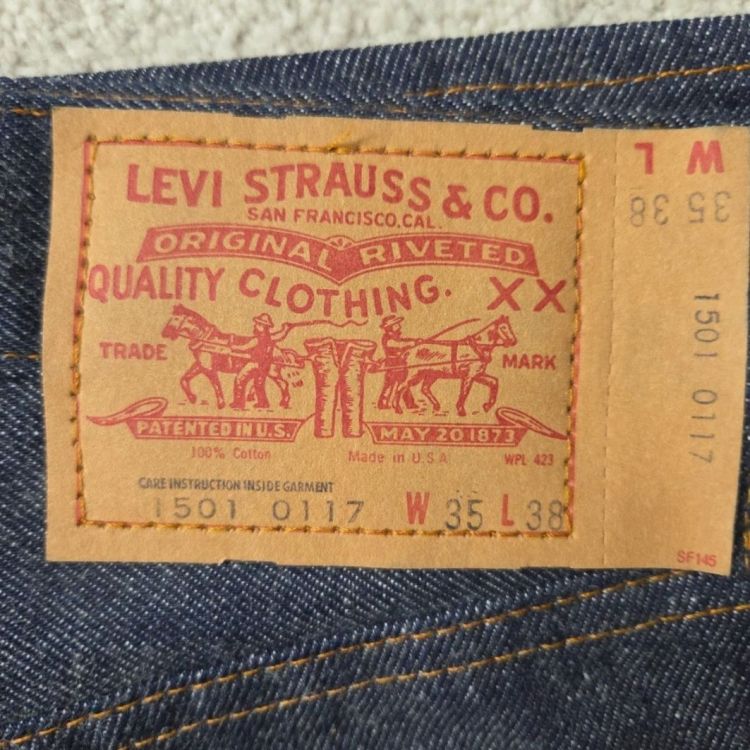 LEVI STRAUSS & CO.
SAN FRANCISCO, CAL.
ORIGINAL RIVETED
QUALITY CLOTHING. XX
TRADE MARK
PATENTED IN U.S. MAY 20 1873
100% Cotton Made in U S A WPL 423
CARE INSTRUCTION INSIDE GARMENT
1501 0117 W 35 L 38
W L
35 38
1501 0117
SF145